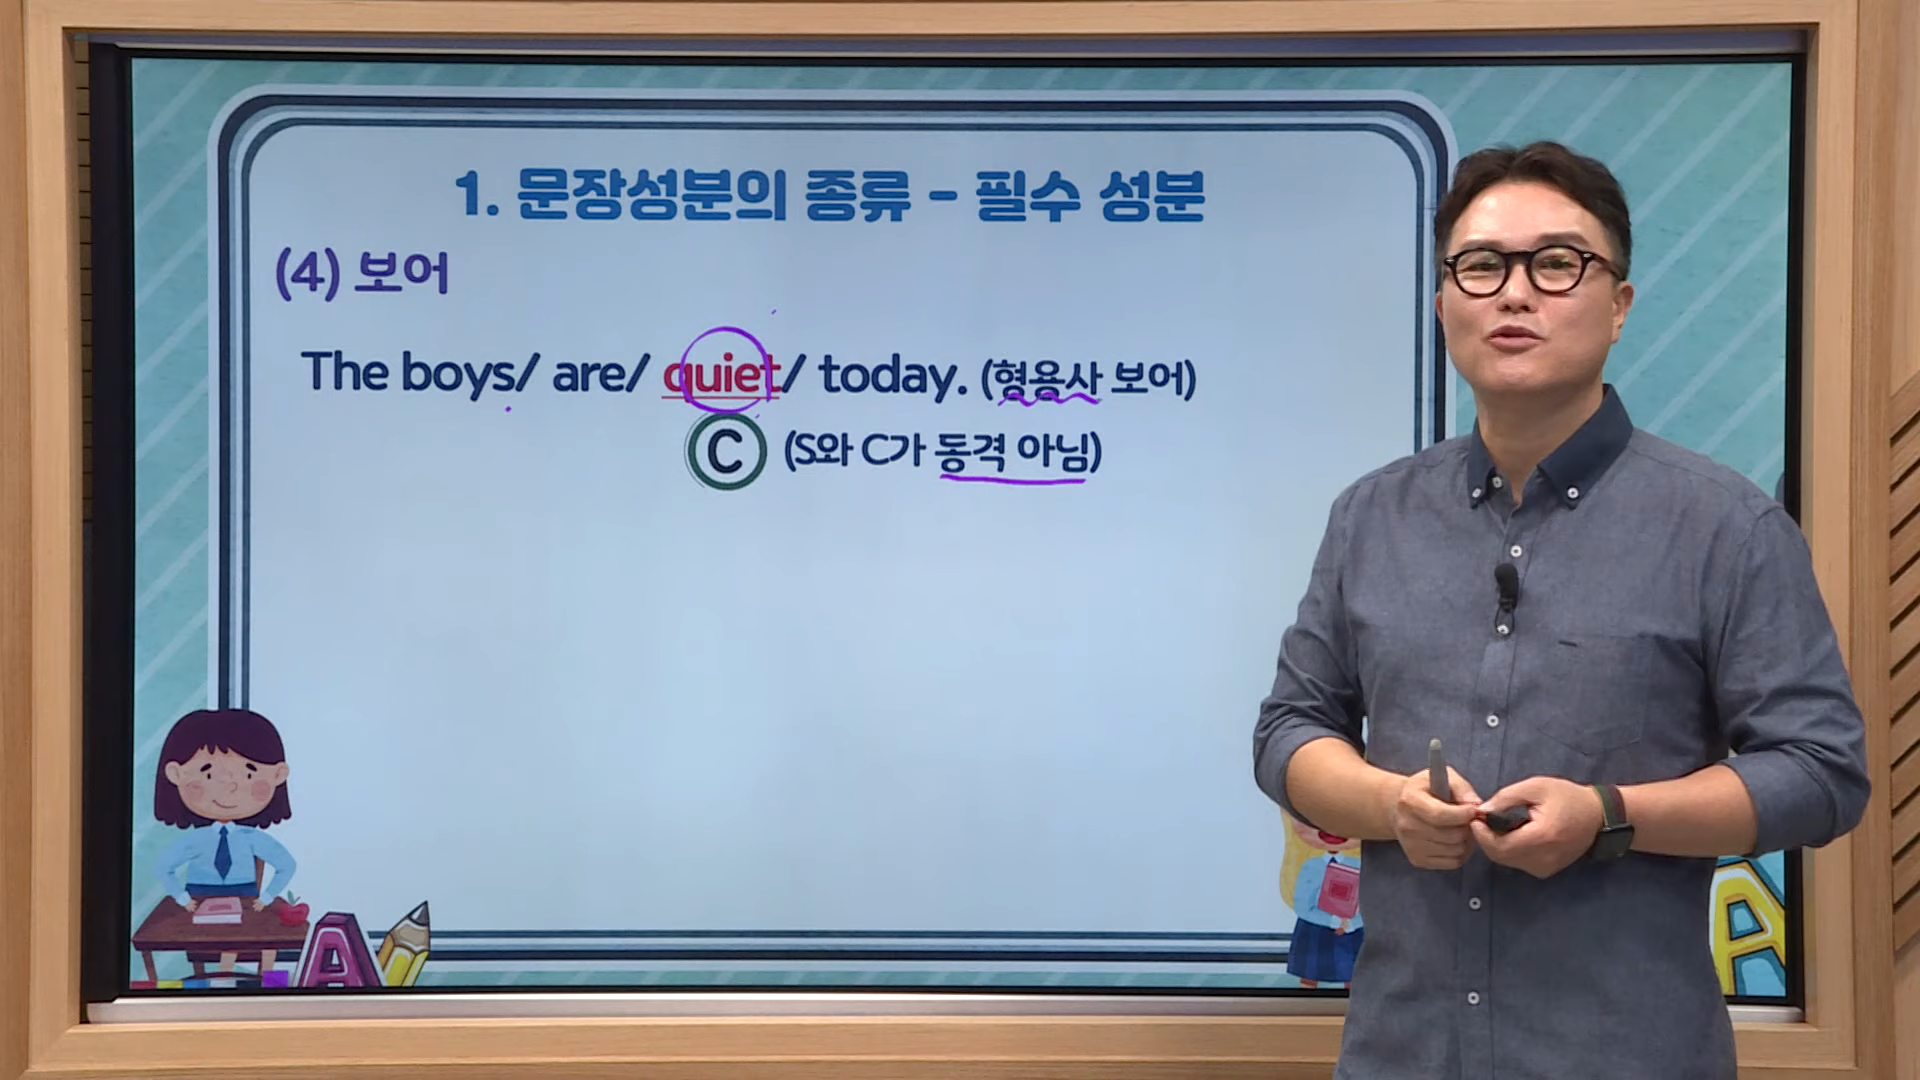 1. 문장성분의 종류 - 필수 성분
(4) 보어
The boys/ are/ quiet/ today. (형용사 보어)
C (S와 C가 동격 아님)
A
A